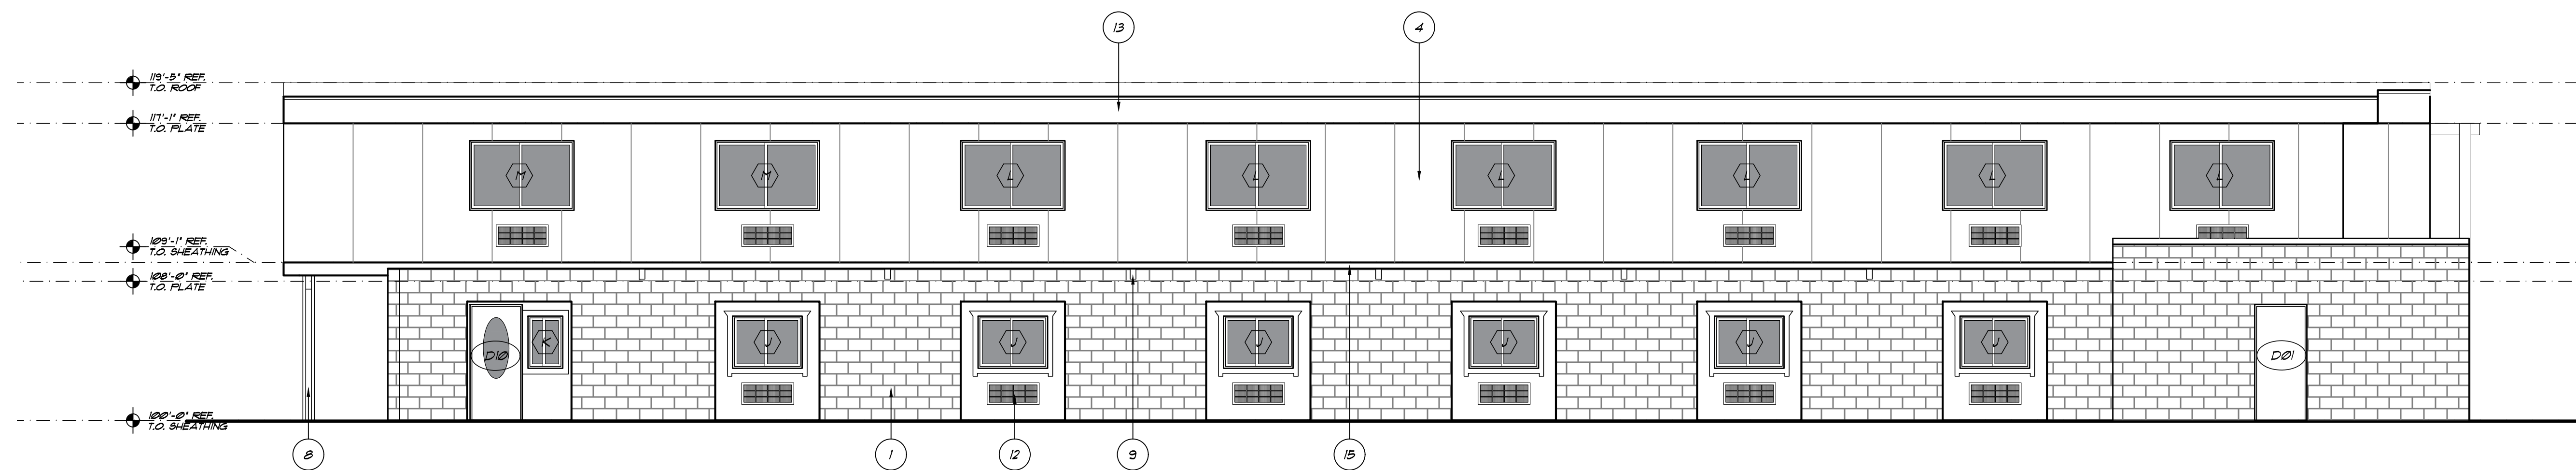 13
4
119'-5" REF.
T.O. ROOF
117'-1" REF.
T.O. PLATE
M
M
L
L
L
L
L
L
109'-1" REF.
T.O. SHEATHING
108'-0" REF.
T.O. PLATE
D10
K
J
J
J
J
J
J
D01
100'-0" REF.
T.O. SHEATHING
8
1
12
9
15